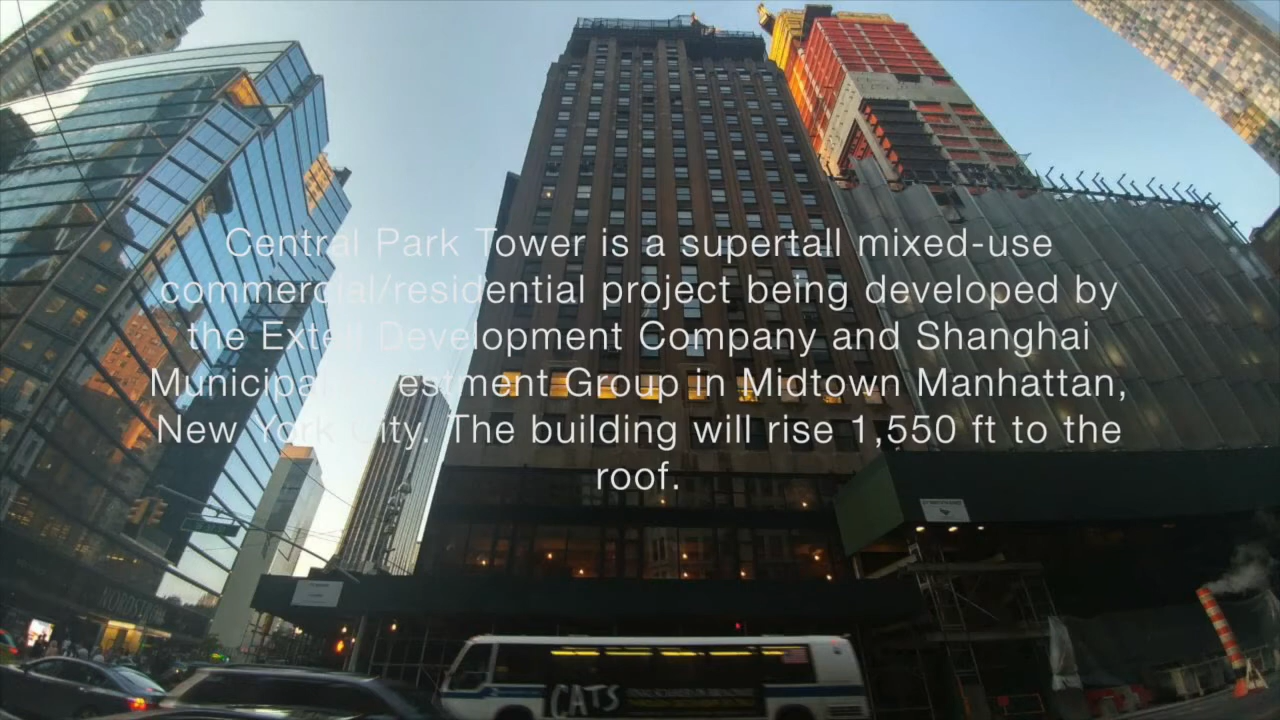 Central Park Tower is a supertall mixed-use
commercial/residential project being developed by
the Extell Development Company and Shanghai
Municipal Investment Group in Midtown Manhattan,
New York City. The building will rise 1,550 ft to the
roof.
NORDSTROM
CATS